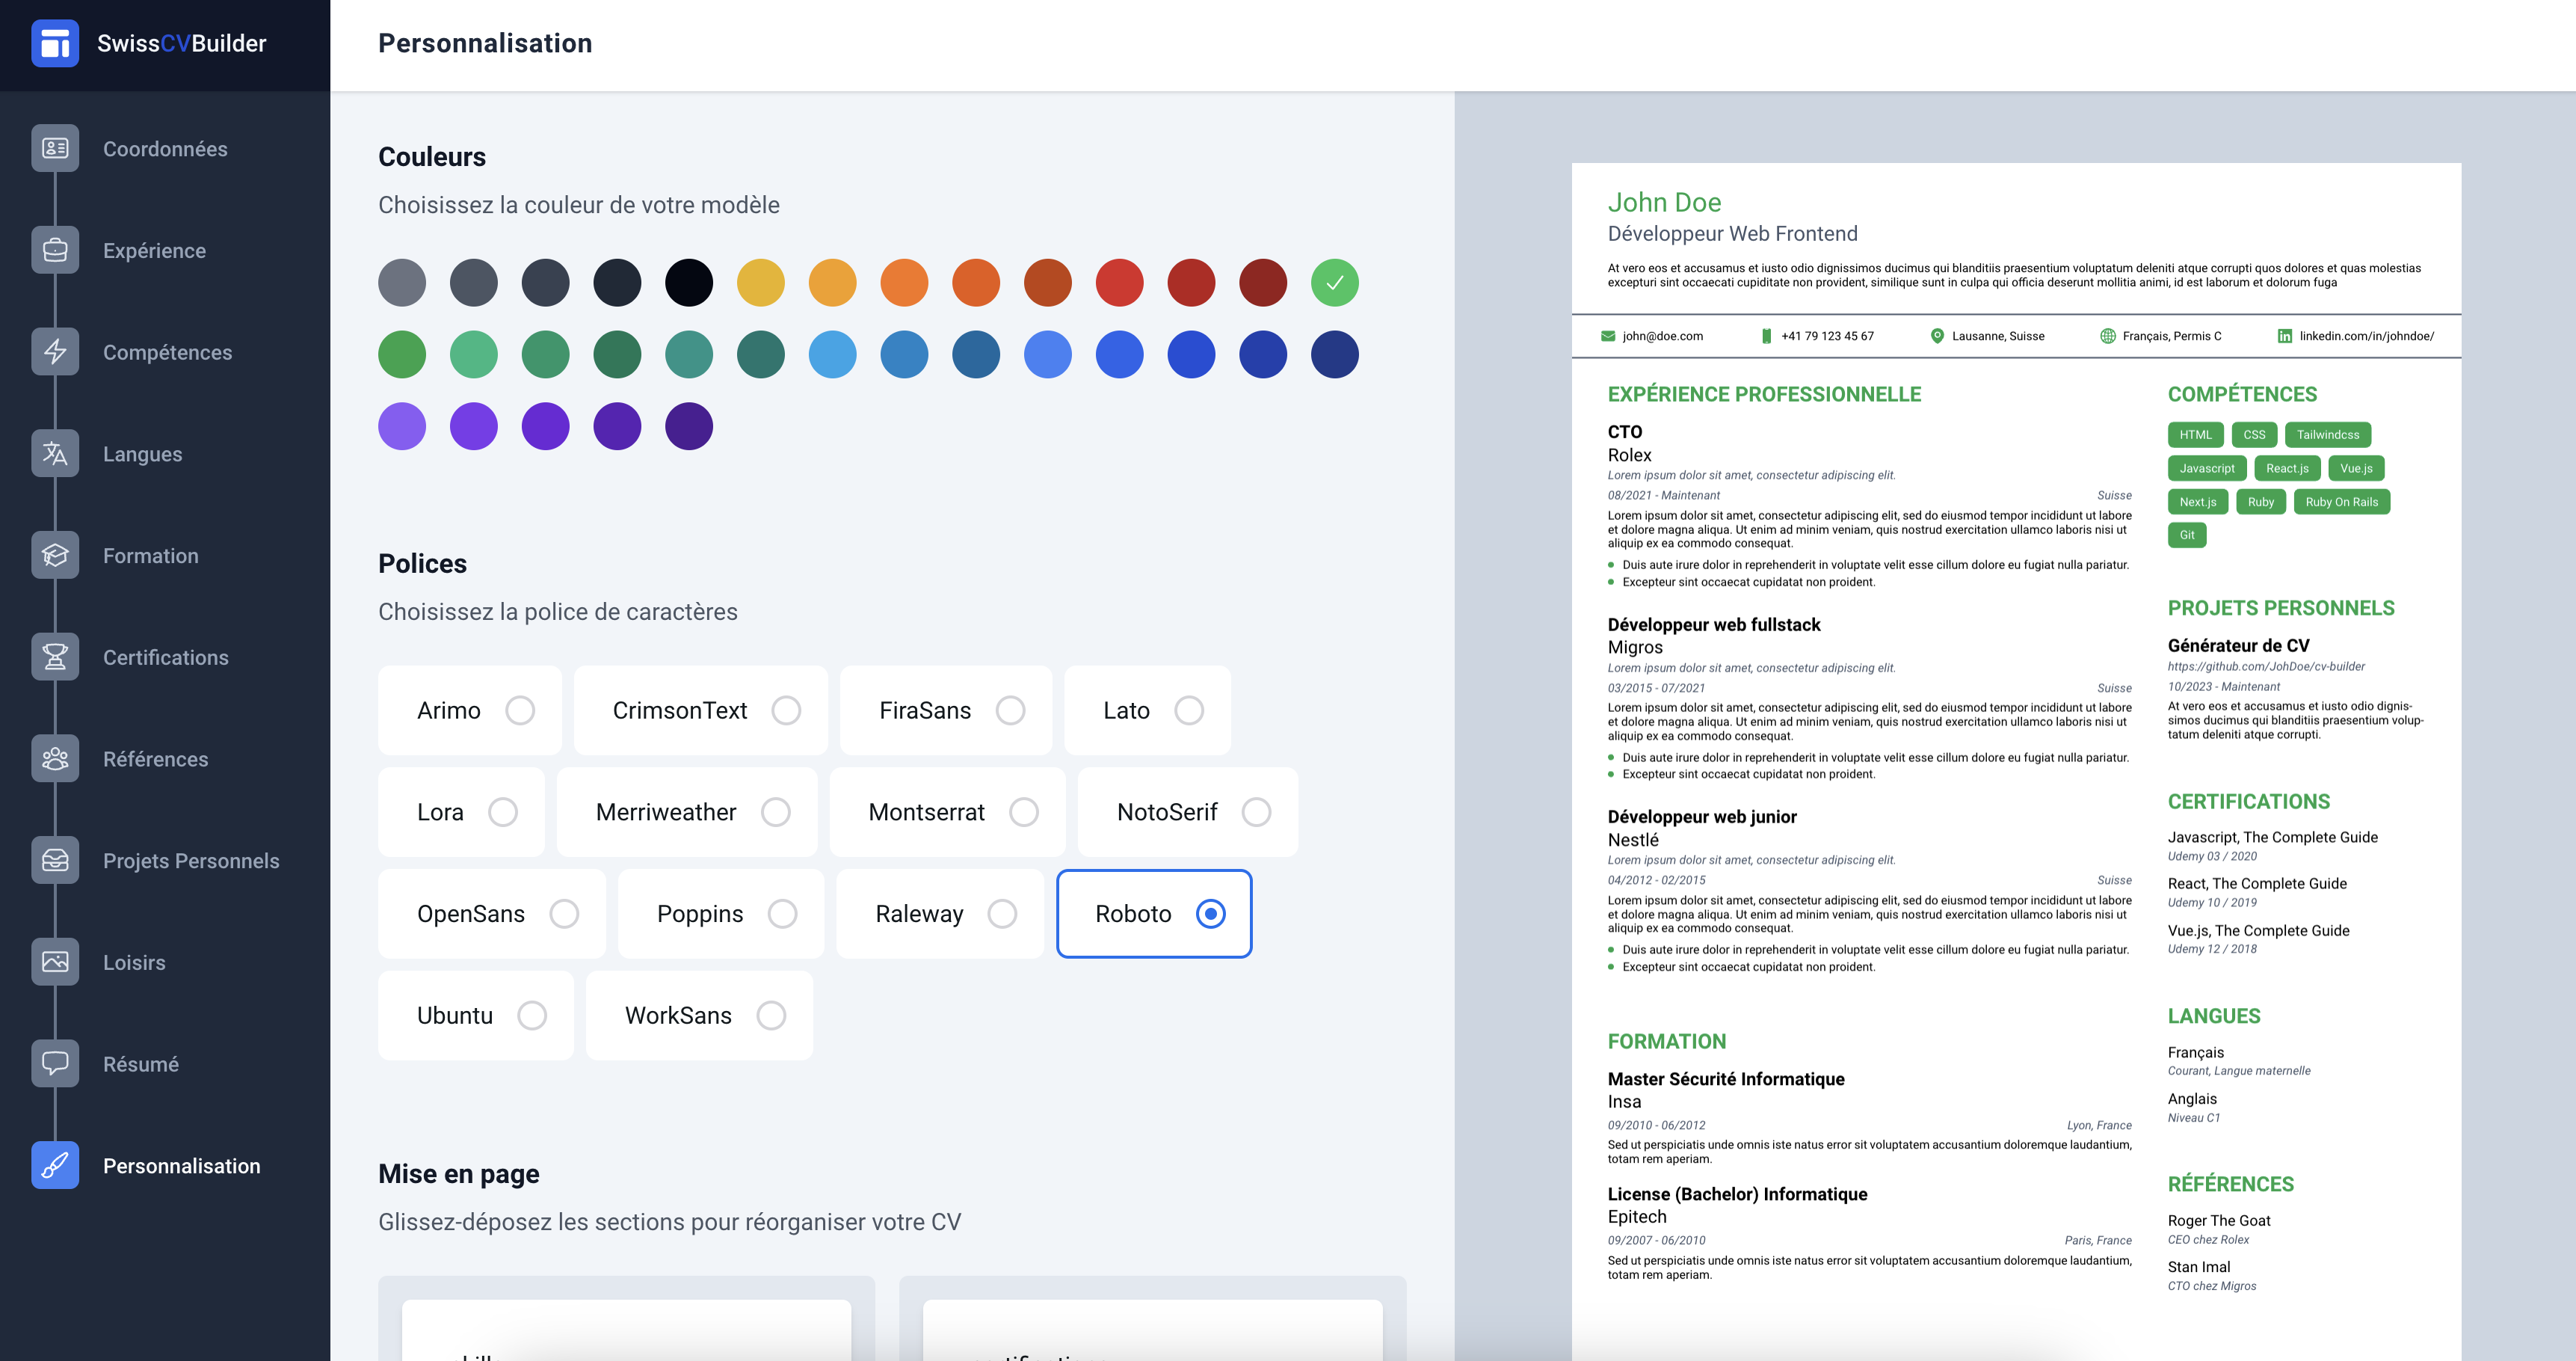 SwissCVBuilder
Coordonnées
Expérience
Compétences
Langues
Formation
Certifications
Références
Projets Personnels
Loisirs
Résumé
Personnalisation
Personnalisation
Couleurs
Choisissez la couleur de votre modèle
Polices
Choisissez la police de caractères
Arimo CrimsonText FiraSans Lato
Lora Merriweather Montserrat NotoSerif
OpenSans Poppins Raleway Roboto
Ubuntu WorkSans
Mise en page
Glissez-déposez les sections pour réorganiser votre CV
John Doe
Développeur Web Frontend
At vero eos et accusamus et iusto odio dignissimos ducimus qui blanditiis praesentium voluptatum deleniti atque corrupti quos dolores et quas molestias
excepturi sint occaecati cupiditate non provident, similique sunt in culpa qui officia deserunt mollitia animi, id est laborum et dolorum fuga
john@doe.com +41 79 123 45 67 Lausanne, Suisse Français, Permis C linkedin.com/in/johndoe/
EXPÉRIENCE PROFESSIONNELLE
CTO
Rolex
Lorem ipsum dolor sit amet, consectetur adipiscing elit.
08/2021 - Maintenant Suisse
Lorem ipsum dolor sit amet, consectetur adipiscing elit, sed do eiusmod tempor incididunt ut labore
et dolore magna aliqua. Ut enim ad minim veniam, quis nostrud exercitation ullamco laboris nisi ut
aliquip ex ea commodo consequat.
Duis aute irure dolor in reprehenderit in voluptate velit esse cillum dolore eu fugiat nulla pariatur.
Excepteur sint occaecat cupidatat non proident.
Développeur web fullstack
Migros
Lorem ipsum dolor sit amet, consectetur adipiscing elit.
03/2015 - 07/2021 Suisse
Lorem ipsum dolor sit amet, consectetur adipiscing elit, sed do eiusmod tempor incididunt ut labore
et dolore magna aliqua. Ut enim ad minim veniam, quis nostrud exercitation ullamco laboris nisi ut
aliquip ex ea commodo consequat.
Duis aute irure dolor in reprehenderit in voluptate velit esse cillum dolore eu fugiat nulla pariatur.
Excepteur sint occaecat cupidatat non proident.
Développeur web junior
Nestlé
Lorem ipsum dolor sit amet, consectetur adipiscing elit.
04/2012 - 02/2015 Suisse
Lorem ipsum dolor sit amet, consectetur adipiscing elit, sed do eiusmod tempor incididunt ut labore
et dolore magna aliqua. Ut enim ad minim veniam, quis nostrud exercitation ullamco laboris nisi ut
aliquip ex ea commodo consequat.
Duis aute irure dolor in reprehenderit in voluptate velit esse cillum dolore eu fugiat nulla pariatur.
Excepteur sint occaecat cupidatat non proident.
FORMATION
Master Sécurité Informatique
Insa
09/2010 - 06/2012 Lyon, France
Sed ut perspiciatis unde omnis iste natus error sit voluptatem accusantium doloremque laudantium,
totam rem aperiam.
License (Bachelor) Informatique
Epitech
09/2007 - 06/2010 Paris, France
Sed ut perspiciatis unde omnis iste natus error sit voluptatem accusantium doloremque laudantium,
totam rem aperiam.
COMPÉTENCES
HTML CSS Tailwindcss
Javascript React.js Vue.js
Next.js Ruby Ruby On Rails
Git
PROJETS PERSONNELS
Générateur de CV
https://github.com/JohDoe/cv-builder
10/2023 - Maintenant
At vero eos et accusamus et iusto odio dignis-
simos ducimus qui blanditiis praesentium volup-
tatum deleniti atque corrupti.
CERTIFICATIONS
Javascript, The Complete Guide
Udemy 03 / 2020
React, The Complete Guide
Udemy 10 / 2019
Vue.js, The Complete Guide
Udemy 12 / 2018
LANGUES
Français
Courant, Langue maternelle
Anglais
Niveau C1
RÉFÉRENCES
Roger The Goat
CEO chez Rolex
Stan Imal
CTO chez Migros